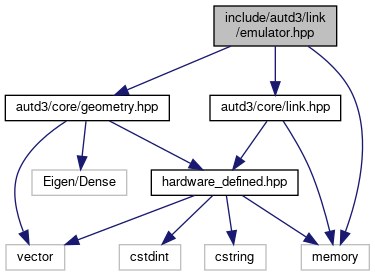 include/autd3/link
/emulator.hpp
autd3/core/geometry.hpp
autd3/core/link.hpp
Eigen/Dense
hardware_defined.hpp
vector
cstdint
cstring
memory